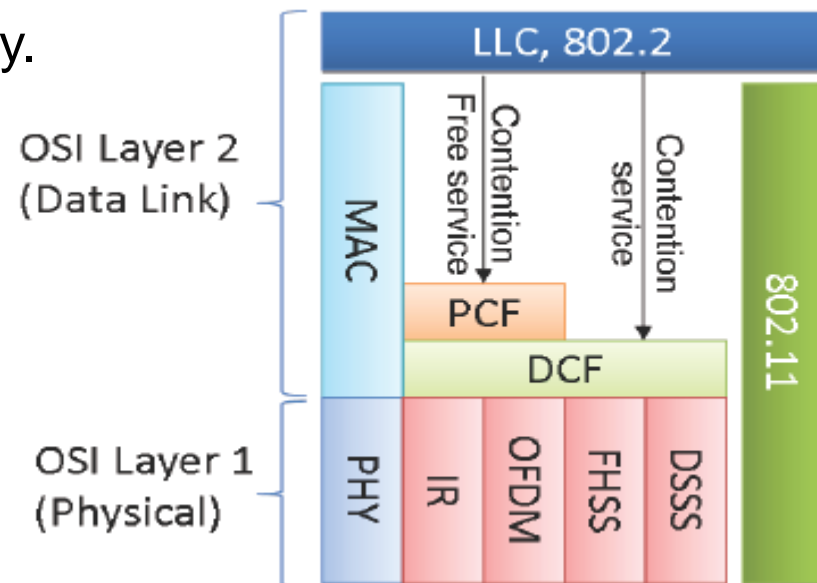 y.
LLC, 802.2
OSI Layer 2
(Data Link)
MAC
Contention
Free service
Contention
service
PCF
DCF
802.11
OSI Layer 1
(Physical)
PHY
IR
OFDM
FHSS
DSSS